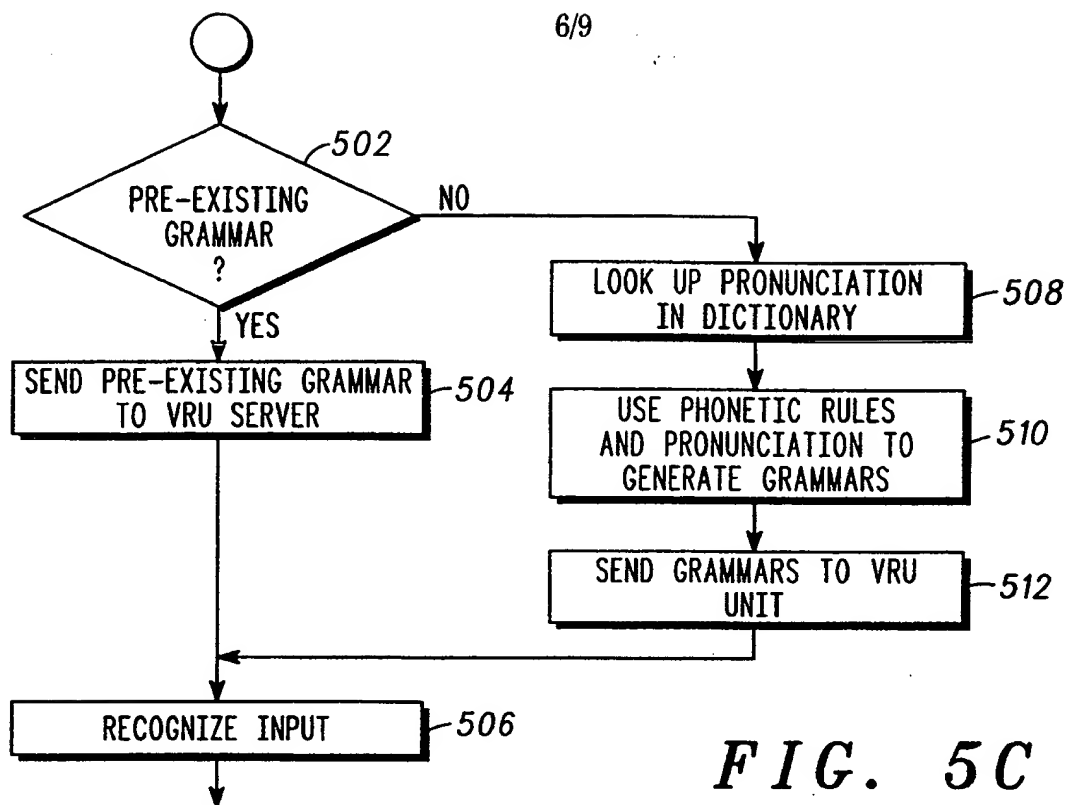 6/9
502
PRE-EXISTING
GRAMMAR
?
NO
YES
SEND PRE-EXISTING GRAMMAR
TO VRU SERVER
504
LOOK UP PRONUNCIATION
IN DICTIONARY
508
USE PHONETIC RULES
AND PRONUNCIATION TO
GENERATE GRAMMARS
510
SEND GRAMMARS TO VRU
UNIT
512
RECOGNIZE INPUT
506
FIG. 5C